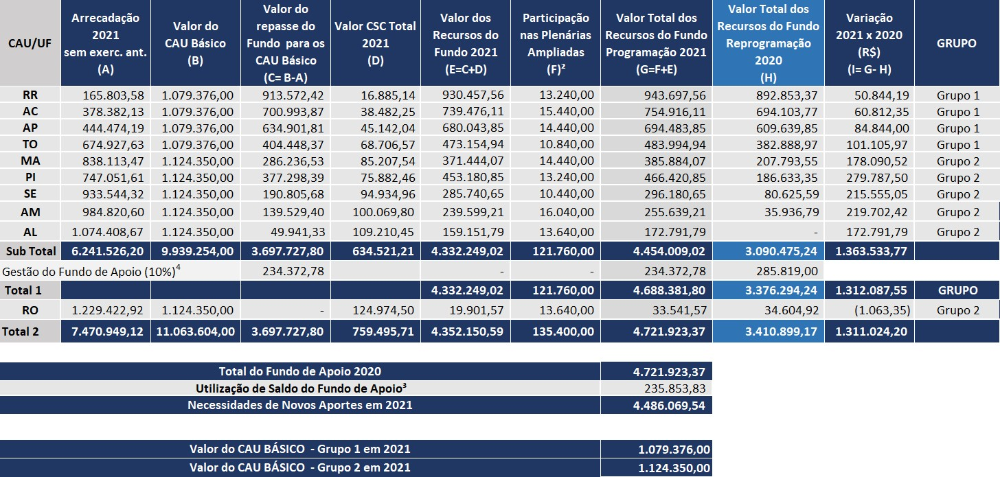 CAU/UF Arrecadação 2021 sem exerc. ant. (A) Valor do CAU Básico (B) Valor do repasse do Fundo para os CAU Básico (C= B-A) Valor CSC Total 2021 (D) Valor dos Recursos do Fundo 2021 (E=C+D) Participação nas Plenárias Ampliadas (F)² Valor Total dos Recursos do Fundo Programação 2021 (G=F+E) Valor Total dos Recursos do Fundo Reprogramação 2020 (H) Variação 2021 x 2020 (R$) (I= G- H) GRUPO
RR 165.803,58 1.079.376,00 913.572,42 16.885,14 930.457,56 13.240,00 943.697,56 892.853,37 50.844,19 Grupo 1
AC 378.382,13 1.079.376,00 700.993,87 38.482,25 739.476,11 15.440,00 754.916,11 694.103,77 60.812,35 Grupo 1
AP 444.474,19 1.079.376,00 634.901,81 45.142,04 680.043,85 14.440,00 694.483,85 609.639,85 84.844,00 Grupo 1
TO 674.927,63 1.079.376,00 404.448,37 68.706,57 473.154,94 10.840,00 483.994,94 382.888,97 101.105,97 Grupo 1
MA 838.113,47 1.124.350,00 286.236,53 85.207,54 371.444,07 14.440,00 385.884,07 207.793,55 178.090,52 Grupo 2
PI 747.051,61 1.124.350,00 377.298,39 75.882,46 453.180,85 13.240,00 466.420,85 186.633,35 279.787,50 Grupo 2
SE 933.544,32 1.124.350,00 190.805,68 94.934,96 285.740,65 10.440,00 296.180,65 80.625,59 215.555,05 Grupo 2
AM 984.820,60 1.124.350,00 139.529,40 100.069,80 239.599,21 16.040,00 255.639,21 35.936,79 219.702,42 Grupo 2
AL 1.074.408,67 1.124.350,00 49.941,33 109.210,45 159.151,79 13.640,00 172.791,79 - 172.791,79 Grupo 2
Sub Total 6.241.526,20 9.939.254,00 3.697.727,80 634.521,21 4.332.249,02 121.760,00 4.454.009,02 3.090.475,24 1.363.533,77
Gestão do Fundo de Apoio (10%)⁴ 234.372,78 - - 234.372,78 285.819,00
Total 1 4.332.249,02 121.760,00 4.688.381,80 3.376.294,24 1.312.087,55 GRUPO
RO 1.229.422,92 1.124.350,00 - 124.974,50 19.901,57 13.640,00 33.541,57 34.604,92 (1.063,35) Grupo 2
Total 2 7.470.949,12 11.063.604,00 3.697.727,80 759.495,71 4.352.150,59 135.400,00 4.721.923,37 3.410.899,17 1.311.024,20
Total do Fundo de Apoio 2020 4.721.923,37
Utilização de Saldo do Fundo de Apoio³ 235.853,83
Necessidades de Novos Aportes em 2021 4.486.069,54
Valor do CAU BÁSICO - Grupo 1 em 2021 1.079.376,00
Valor do CAU BÁSICO - Grupo 2 em 2021 1.124.350,00